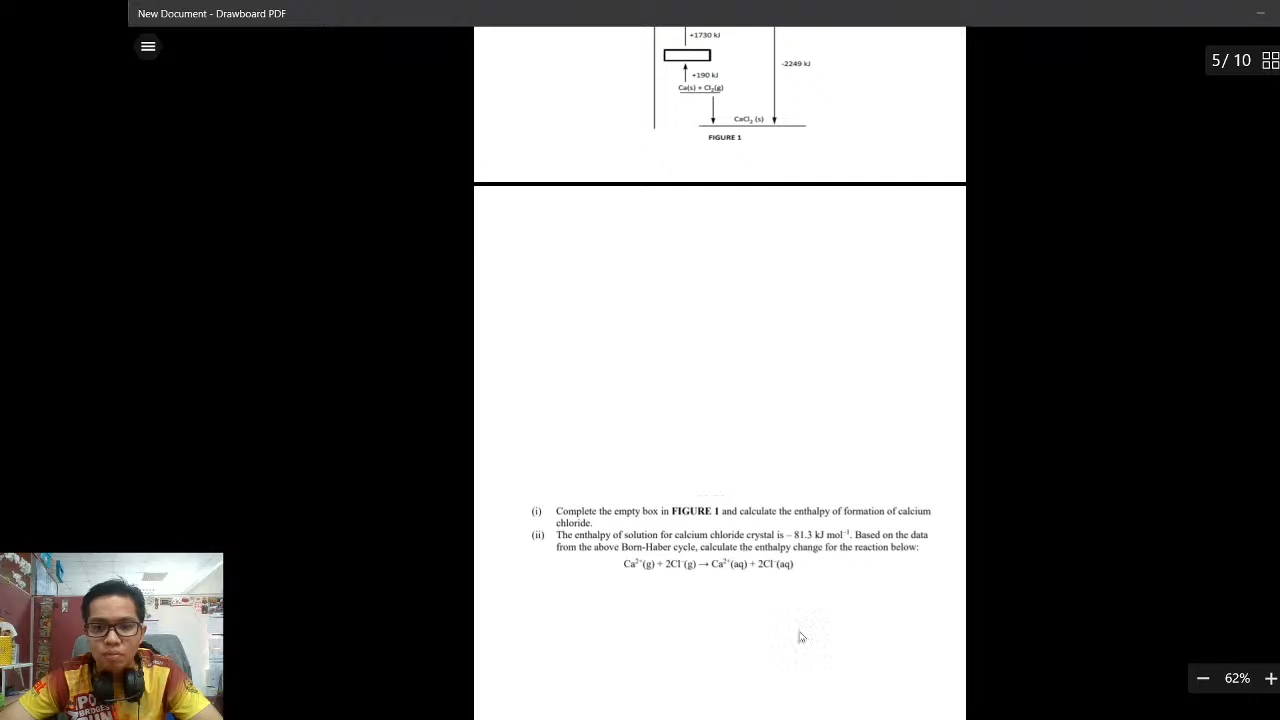 New Document - Drawboard PDF
5 / 10
+1730 kJ
-2249 kJ
+190 kJ
Ca(s) + Cl₂(g)
CaCl₂ (s)
FIGURE 1
(i) Complete the empty box in FIGURE 1 and calculate the enthalpy of formation of calcium
chloride.
(ii) The enthalpy of solution for calcium chloride crystal is – 81.3 kJ mol⁻¹. Based on the data
from the above Born-Haber cycle, calculate the enthalpy change for the reaction below:
Ca²⁺(g) + 2Cl⁻(g) → Ca²⁺(aq) + 2Cl⁻(aq)
62%